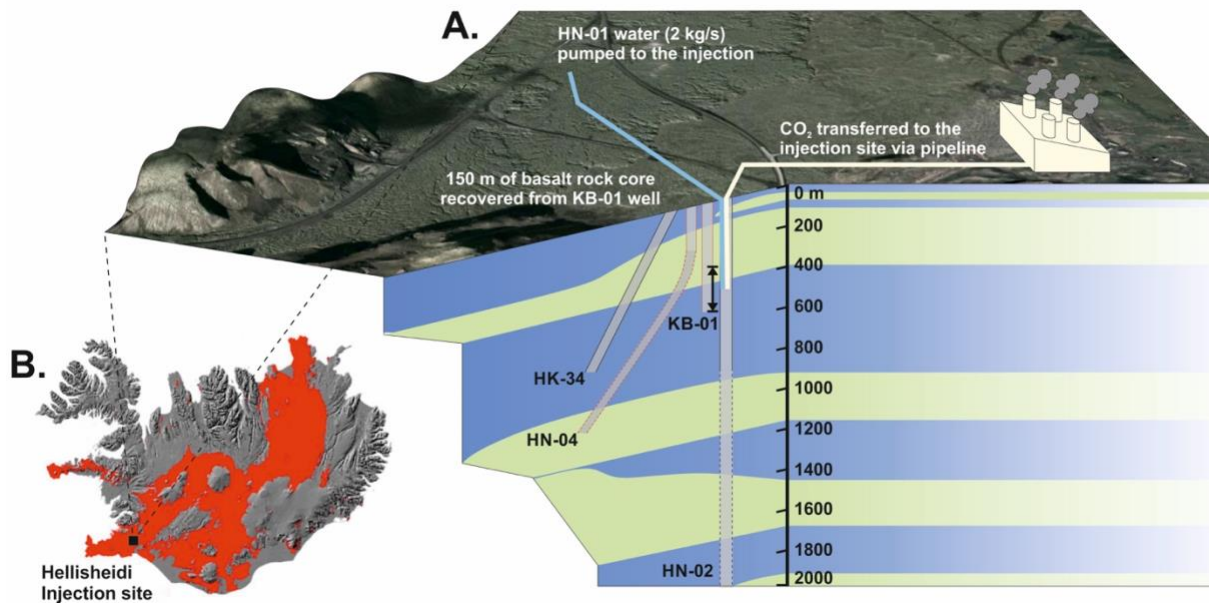 A.
HN-01 water (2 kg/s)
pumped to the injection
CO₂ transferred to the
injection site via pipeline
150 m of basalt rock core
recovered from KB-01 well
0 m
200
400
600
800
1000
1200
1400
1600
1800
2000
KB-01
HK-34
HN-04
HN-02
B.
Hellisheidi
Injection site